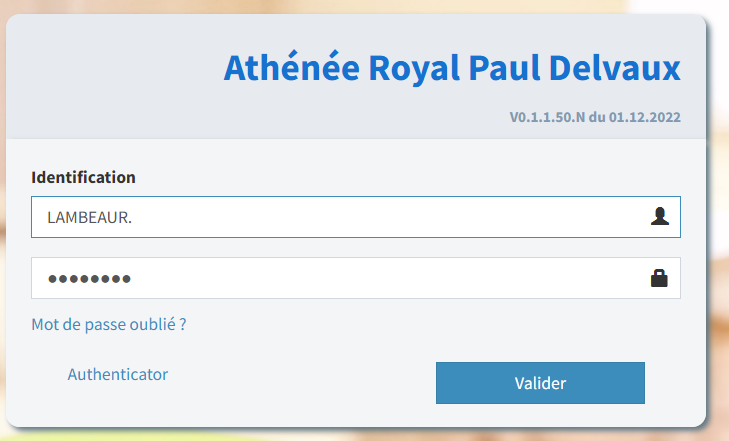 Athénée Royal Paul Delvaux
V0.1.1.50.N du 01.12.2022
Identification
LAMBEAUR.
●●●●●●●●
Mot de passe oublié ?
Authenticator
Valider